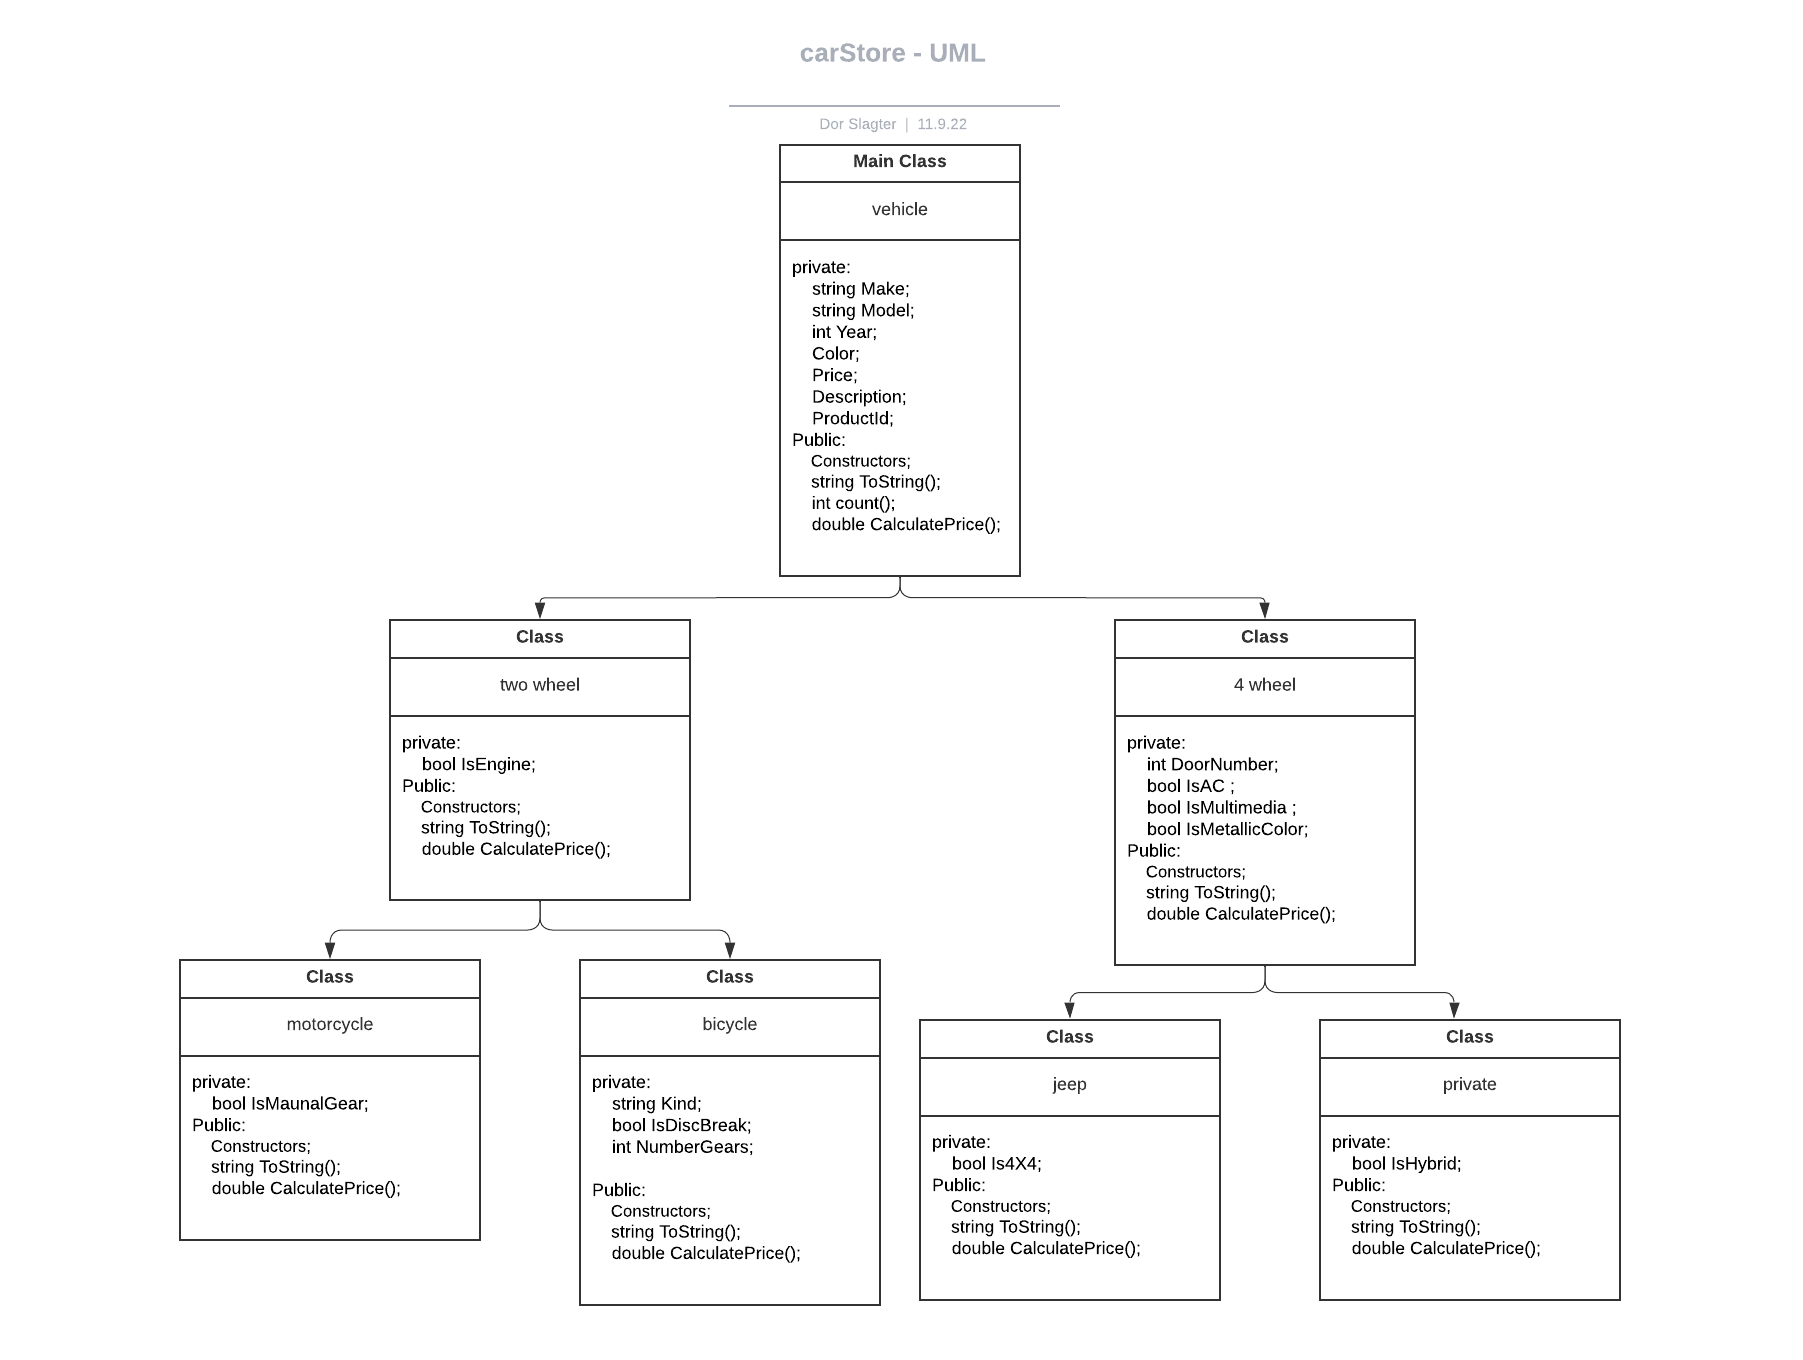 carStore - UML
Dor Slagter | 11.9.22
Main Class
vehicle
private:
string Make;
string Model;
int Year;
Color;
Price;
Description;
ProductId;
Public:
Constructors;
string ToString();
int count();
double CalculatePrice();
Class
two wheel
private:
bool IsEngine;
Public:
Constructors;
string ToString();
double CalculatePrice();
Class
4 wheel
private:
int DoorNumber;
bool IsAC ;
bool IsMultimedia ;
bool IsMetallicColor;
Public:
Constructors;
string ToString();
double CalculatePrice();
Class
motorcycle
private:
bool IsMaunalGear;
Public:
Constructors;
string ToString();
double CalculatePrice();
Class
bicycle
private:
string Kind;
bool IsDiscBreak;
int NumberGears;
Public:
Constructors;
string ToString();
double CalculatePrice();
Class
jeep
private:
bool Is4X4;
Public:
Constructors;
string ToString();
double CalculatePrice();
Class
private
private:
bool IsHybrid;
Public:
Constructors;
string ToString();
double CalculatePrice();